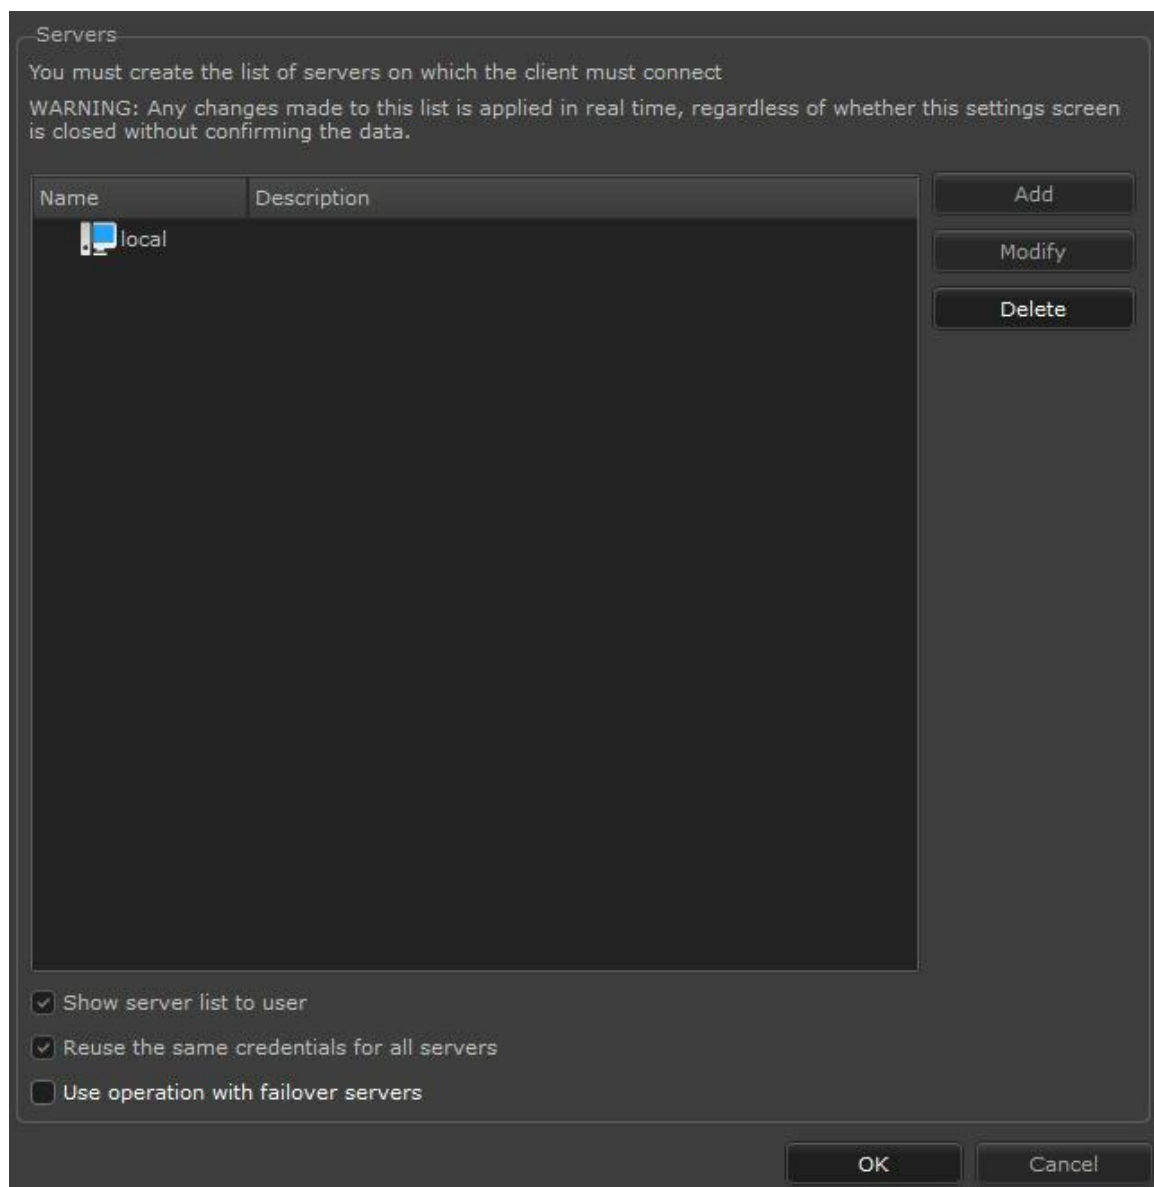 Servers
You must create the list of servers on which the client must connect
WARNING: Any changes made to this list is applied in real time, regardless of whether this settings screen
is closed without confirming the data.
Name Description
local
Add
Modify
Delete
Show server list to user
Reuse the same credentials for all servers
Use operation with failover servers
OK Cancel